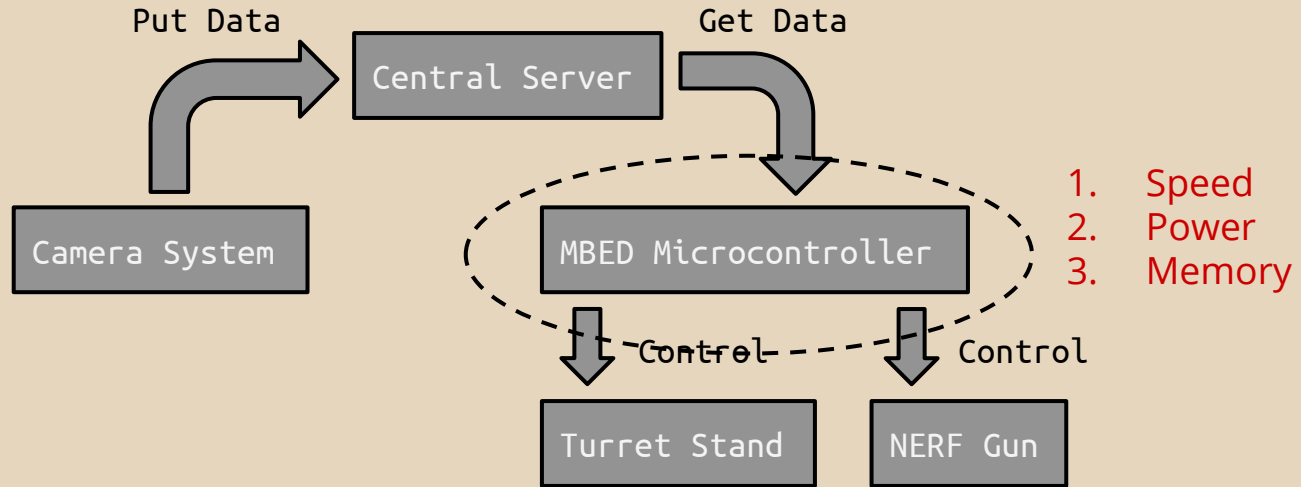 Put Data
Get Data
Central Server
Camera System
MBED Microcontroller
1. Speed
2. Power
3. Memory
Control
Control
Turret Stand
NERF Gun